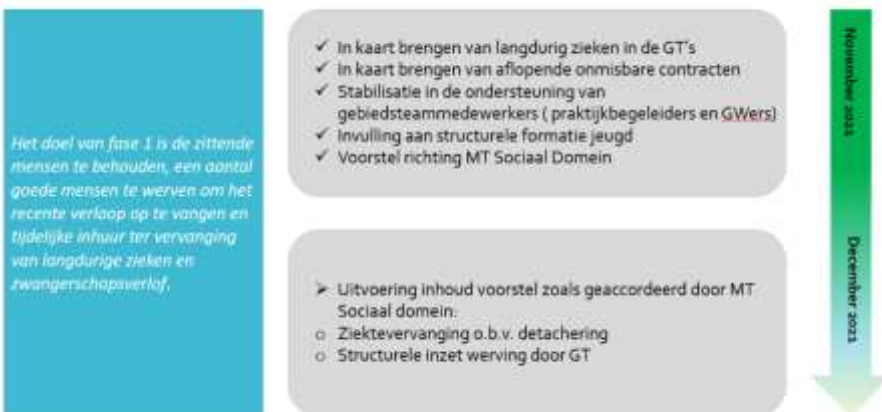 Het doel van fase 1 is de zittende
mensen te behouden, een aantal
goede mensen te werven om het
recente verloop op te vangen en
tijdelijke inhuur ter vervanging
van langdurige zieken en
zwangerschapsverlof.
✓ In kaart brengen van langdurig zieken in de GT's
✓ In kaart brengen van aflopende onmisbare contracten
✓ Stabilisatie in de ondersteuning van
gebiedsteammedewerkers ( praktijkbegeleiders en GWers)
✓ Invulling aan structurele formatie jeugd
✓ Voorstel richting MT Sociaal Domein
➢ Uitvoering inhoud voorstel zoals geaccordeerd door MT
Sociaal domein.
o Ziektevervanging o.b.v. detachering
o Structurele inzet werving door GT
November 2021
December 2021